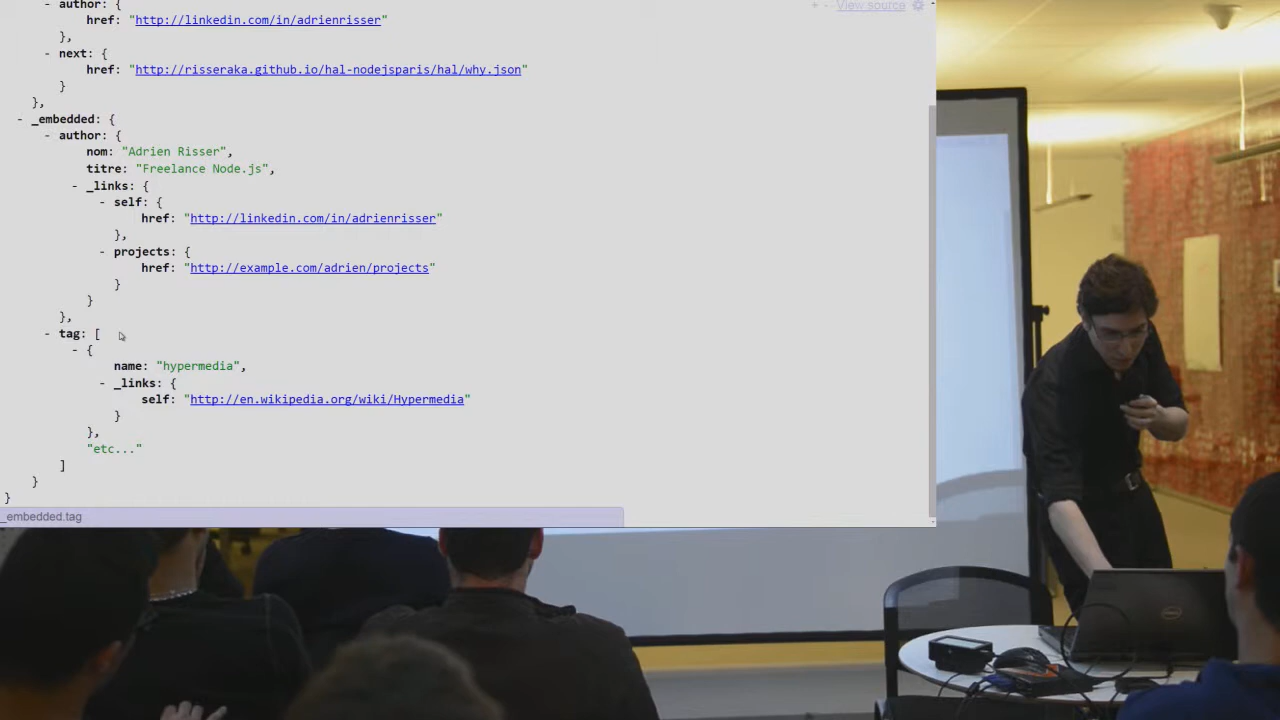 - author: {
href: "http://linkedin.com/in/adrienrisser"
},
- next: {
href: "http://risseraka.github.io/hal-nodejsparis/hal/why.json"
}
},
- _embedded: {
- author: {
nom: "Adrien Risser",
titre: "Freelance Node.js",
- _links: {
- self: {
href: "http://linkedin.com/in/adrienrisser"
},
- projects: {
href: "http://example.com/adrien/projects"
}
}
},
- tag: [
- {
name: "hypermedia",
- _links: {
self: "http://en.wikipedia.org/wiki/Hypermedia"
}
},
"etc..."
]
}
}
_embedded.tag
+ - View source